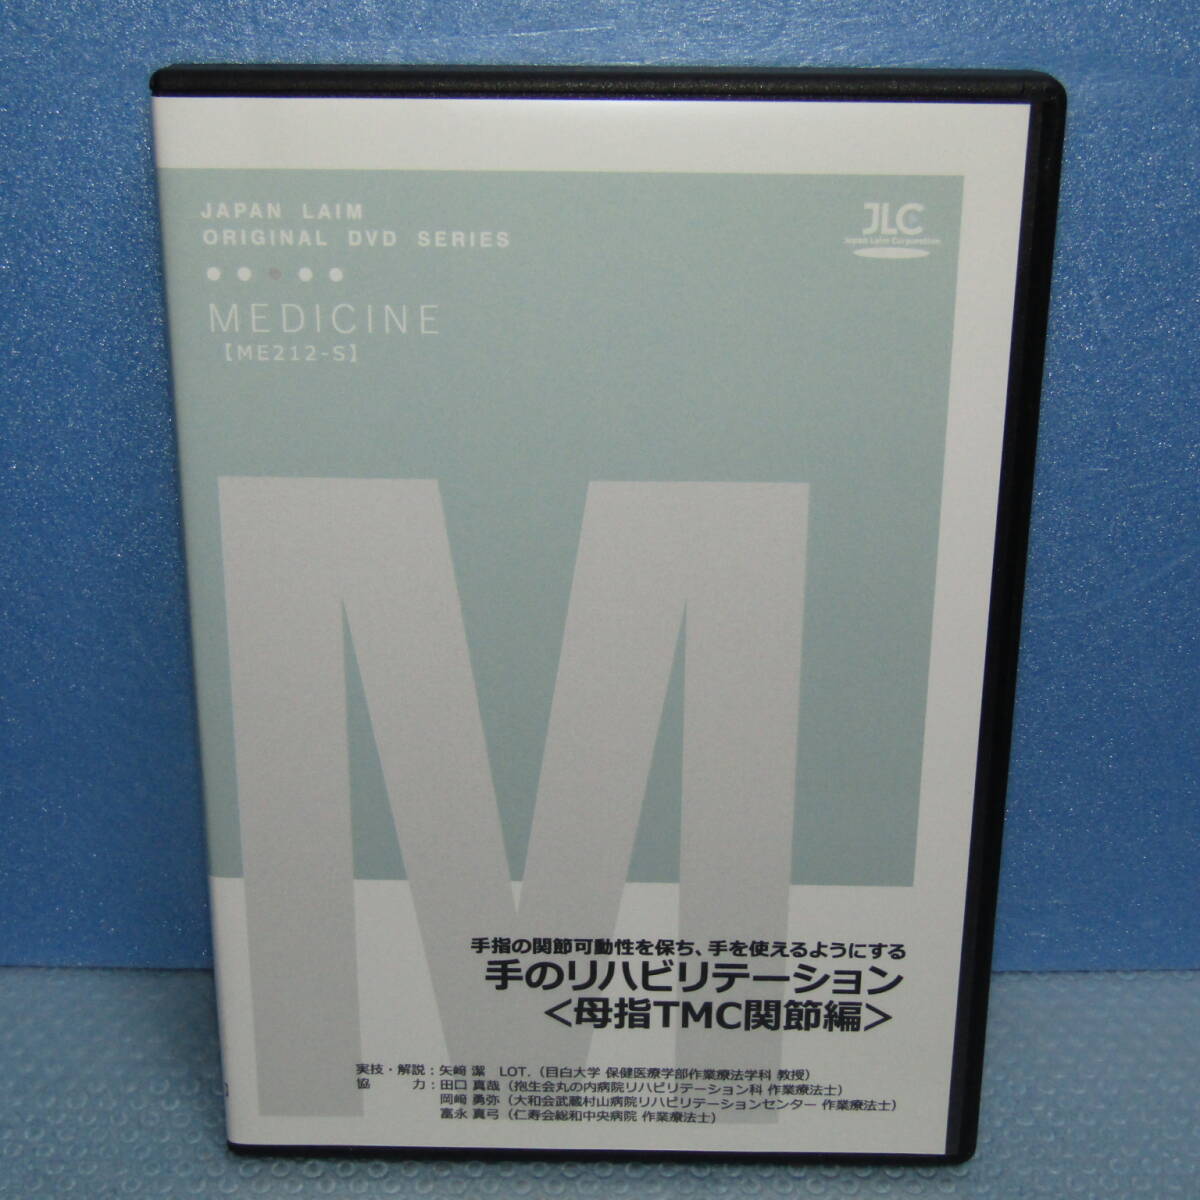 JAPAN LAIM
ORIGINAL DVD SERIES
JLC
Japan Laim Corporation
MEDICINE
【ME212-S】
M
手指の関節可動性を保ち、手を使えるようにする
手のリハビリテーション
<母指TMC関節編>
実技・解説:矢﨑 潔 LOT.(目白大学 保健医療学部作業療法学科 教授)
協 力:田口 真哉(抱生会丸の内病院リハビリテーション科 作業療法士)
岡﨑 勇弥(大和会武蔵村山病院リハビリテーションセンター 作業療法士)
富永 真弓(仁寿会総和中央病院 作業療法士)